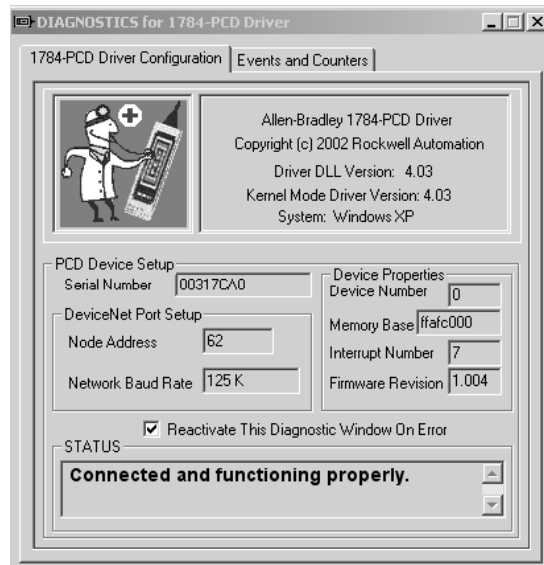 DIAGNOSTICS for 1784-PCD Driver
1784-PCD Driver Configuration
Events and Counters
Allen-Bradley 1784-PCD Driver
Copyright (c) 2002 Rockwell Automation
Driver DLL Version: 4.03
Kernel Mode Driver Version: 4.03
System: Windows XP
PCD Device Setup
Serial Number 00317CA0
DeviceNet Port Setup
Node Address 62
Network Baud Rate 125 K
Device Properties
Device Number 0
Memory Base ffafc000
Interrupt Number 7
Firmware Revision 1.004
Reactivate This Diagnostic Window On Error
STATUS
Connected and functioning properly.